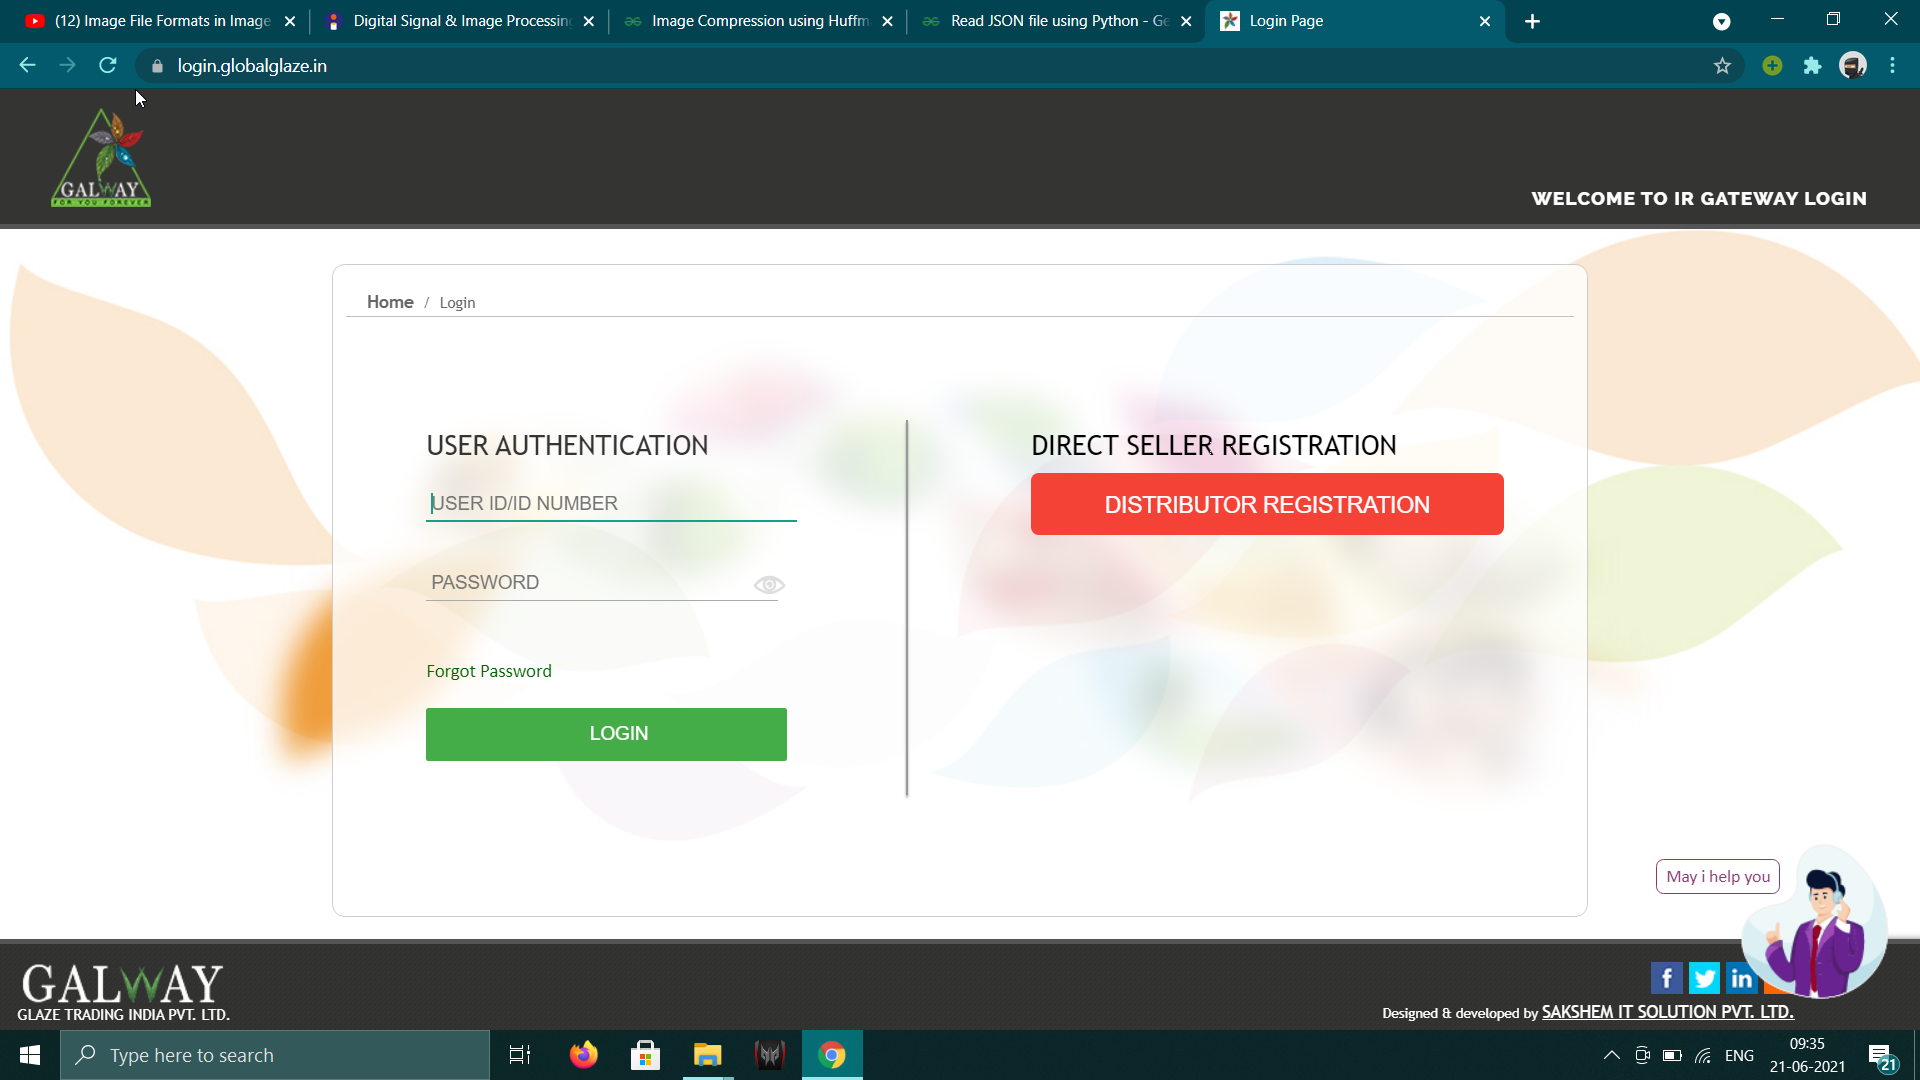 (12) Image File Formats in Image
Digital Signal & Image Processing
Image Compression using Huffm
Read JSON file using Python - Ge
Login Page
login.globalglaze.in
GALWAY
FOR YOU FOREVER
WELCOME TO IR GATEWAY LOGIN
Home / Login
USER AUTHENTICATION
USER ID/ID NUMBER
PASSWORD
Forgot Password
LOGIN
DIRECT SELLER REGISTRATION
DISTRIBUTOR REGISTRATION
May i help you
GALWAY
GLAZE TRADING INDIA PVT. LTD.
Designed & developed by SAKSHEM IT SOLUTION PVT. LTD.
Type here to search
ENG
09:35
21-06-2021
21